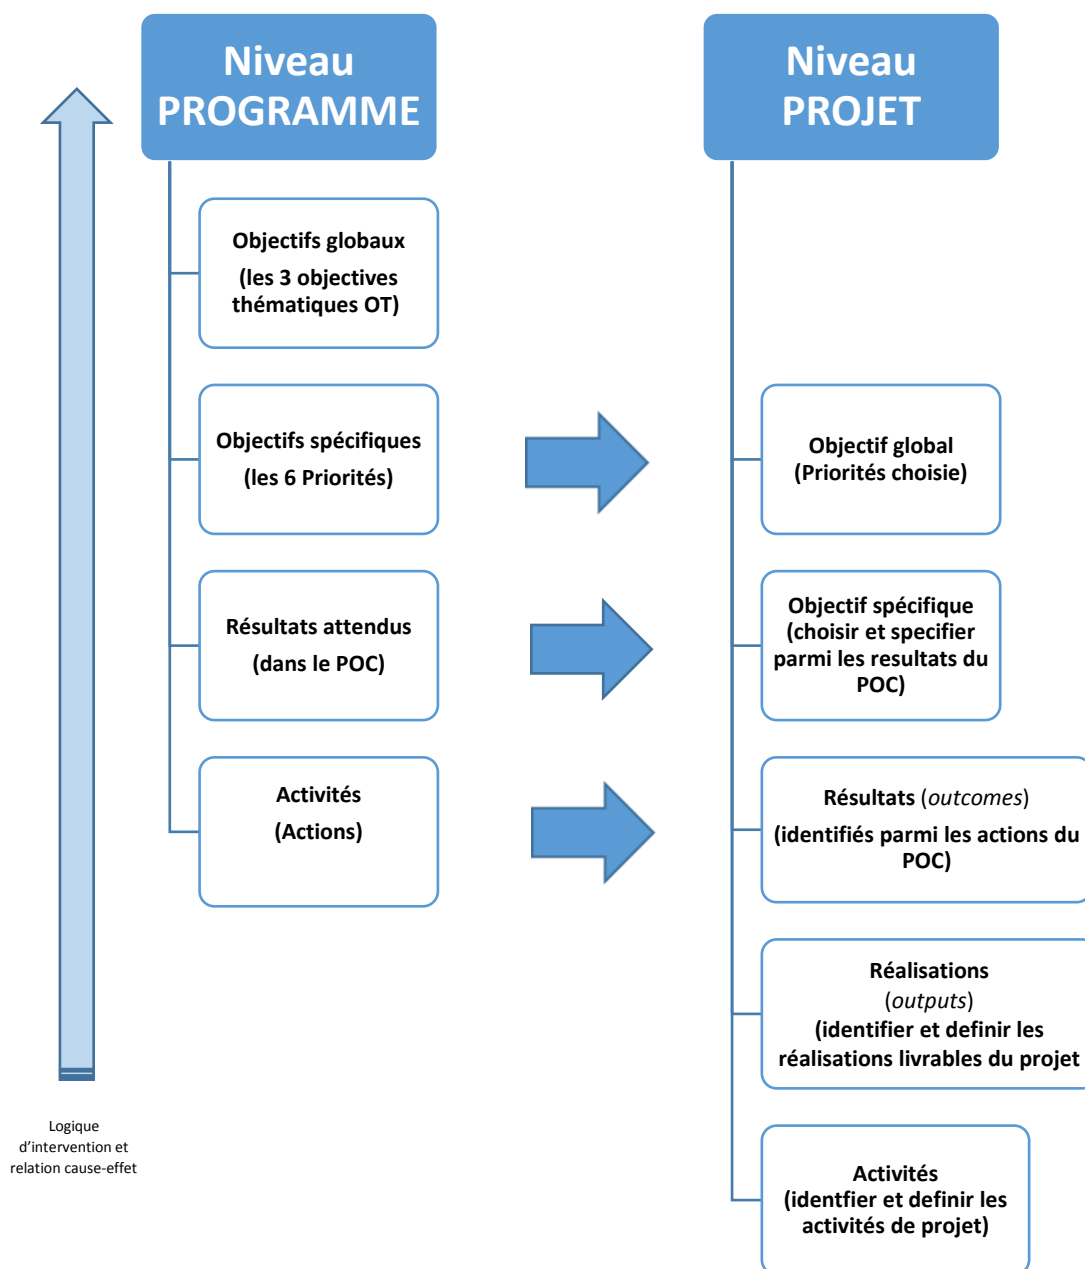 Niveau
PROGRAMME
Objectifs globaux
(les 3 objectives
thématiques OT)
Objectifs spécifiques
(les 6 Priorités)
Résultats attendus
(dans le POC)
Activités
(Actions)
Niveau
PROJET
Objectif global
(Priorités choisie)
Objectif spécifique
(choisir et specifier
parmi les resultats du
POC)
Résultats (outcomes)
(identifiés parmi les actions du
POC)
Réalisations
(outputs)
(identifier et definir les
réalisations livrables du projet
Activités
(identfier et definir les
activités de projet)
Logique
d'intervention et
relation cause-effet